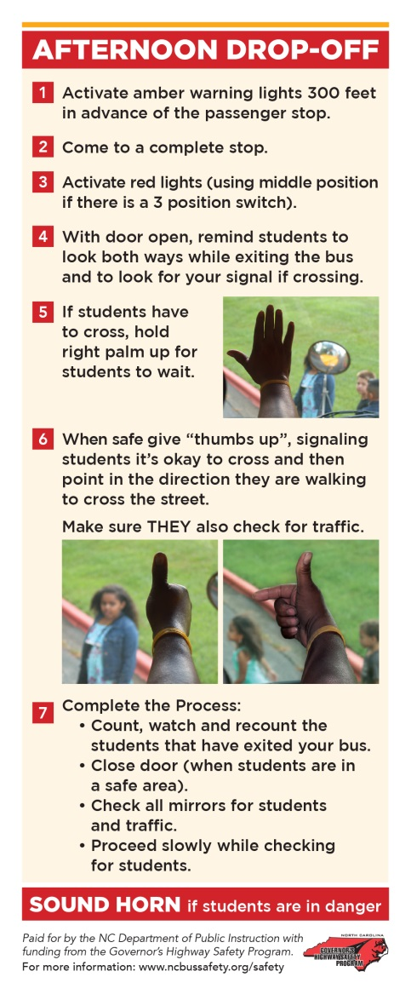 AFTERNOON DROP-OFF
1 Activate amber warning lights 300 feet
in advance of the passenger stop.
2 Come to a complete stop.
3 Activate red lights (using middle position
if there is a 3 position switch).
4 With door open, remind students to
look both ways while exiting the bus
and to look for your signal if crossing.
5 If students have
to cross, hold
right palm up for
students to wait.
6 When safe give “thumbs up”, signaling
students it’s okay to cross and then
point in the direction they are walking
to cross the street.
Make sure THEY also check for traffic.
7 Complete the Process:
• Count, watch and recount the
students that have exited your bus.
• Close door (when students are in
a safe area).
• Check all mirrors for students
and traffic.
• Proceed slowly while checking
for students.
SOUND HORN if students are in danger
Paid for by the NC Department of Public Instruction with
funding from the Governor’s Highway Safety Program.
For more information: www.ncbussafety.org/safety
NORTH CAROLINA
GOVERNOR'S
HIGHWAY SAFETY
PROGRAM